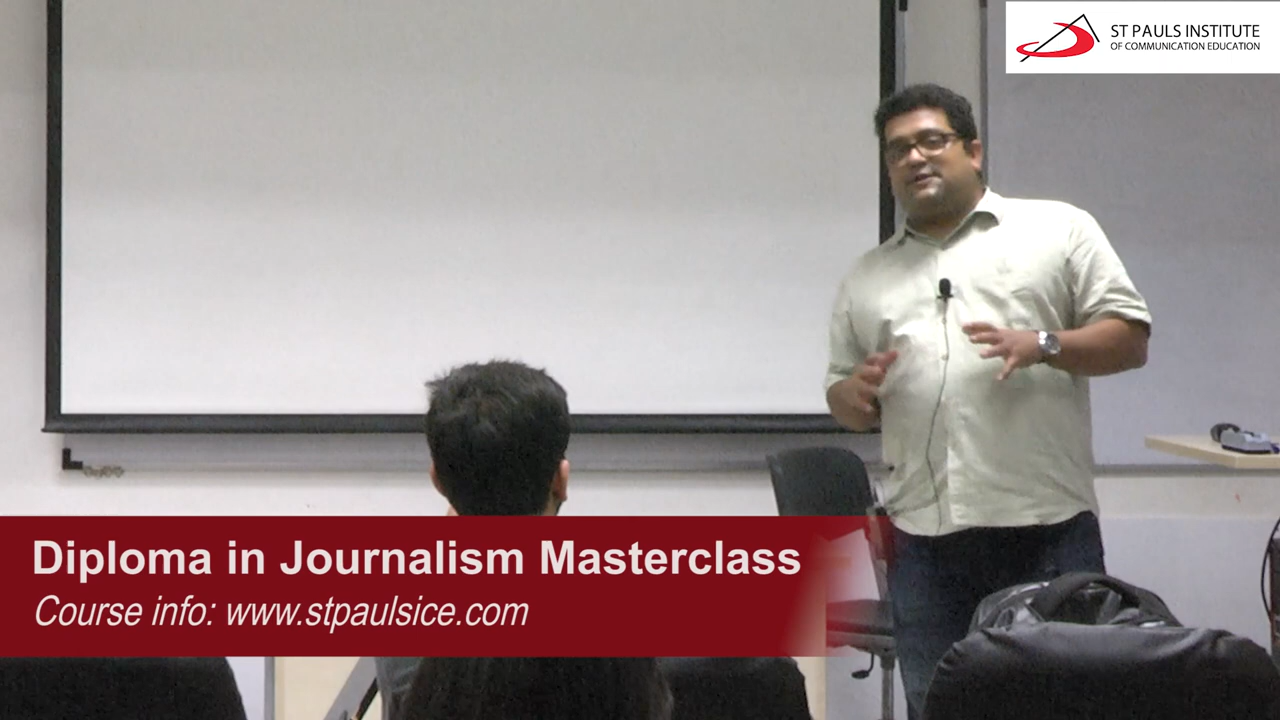 ST PAULS INSTITUTE
OF COMMUNICATION EDUCATION
Diploma in Journalism Masterclass
Course info: www.stpaulsice.com